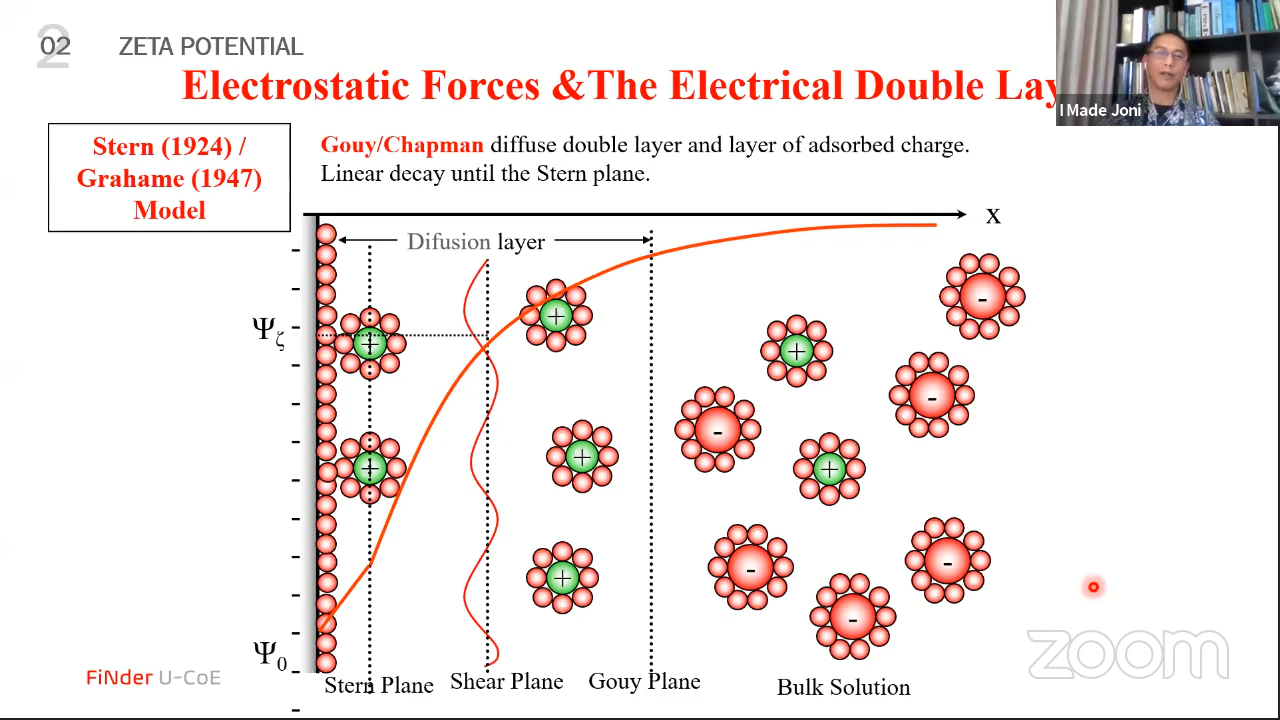 02 ZETA POTENTIAL
Electrostatic Forces &The Electrical Double Lay
I Made Joni
Stern (1924) /
Grahame (1947)
Model
Gouy/Chapman diffuse double layer and layer of adsorbed charge.
Linear decay until the Stern plane.
x
Difusion layer
Ψζ
Ψ0
+
+
+
+
+
+
+
-
-
-
-
-
-
Stern Plane
Shear Plane
Gouy Plane
Bulk Solution
FiNder U-CoE
zoom